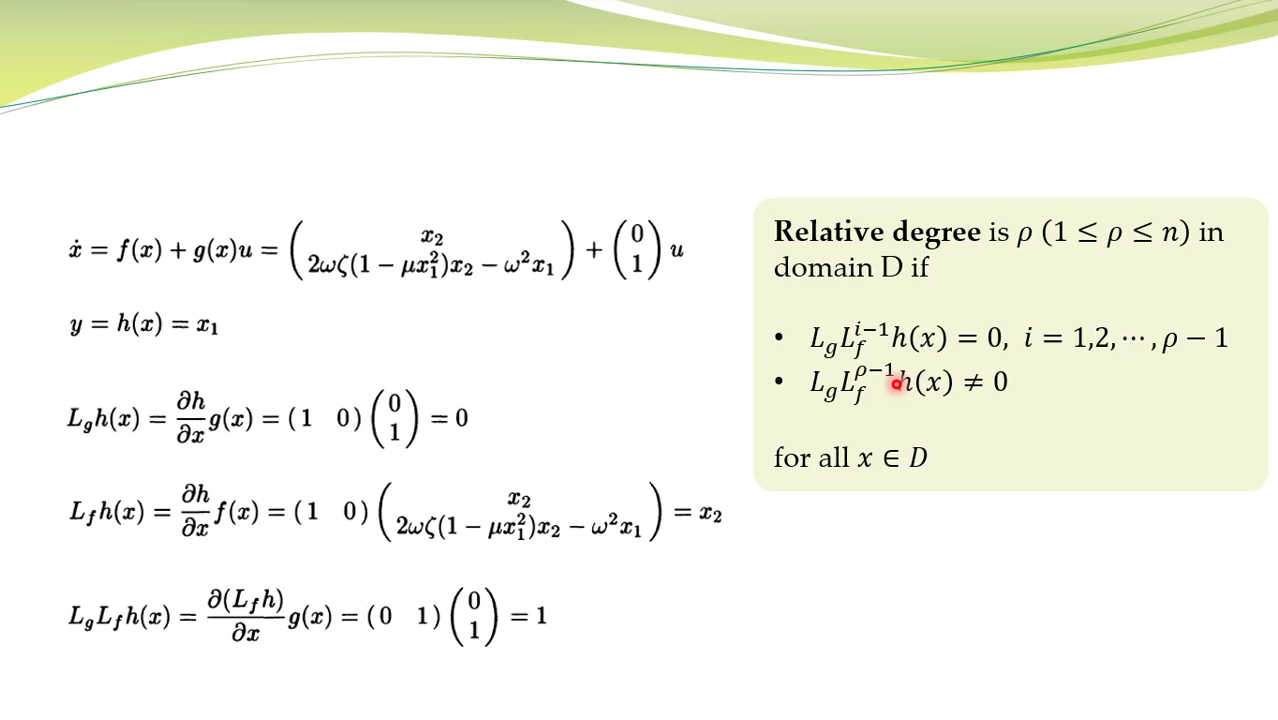 ẋ = f(x) + g(x)u = ( x₂ ; 2ωζ(1 − μx₁²)x₂ − ω²x₁ ) + ( 0 ; 1 ) u
y = h(x) = x₁
L_g h(x) = ∂h/∂x g(x) = ( 1 0 ) ( 0 ; 1 ) = 0
L_f h(x) = ∂h/∂x f(x) = ( 1 0 ) ( x₂ ; 2ωζ(1 − μx₁²)x₂ − ω²x₁ ) = x₂
L_g L_f h(x) = ∂(L_f h)/∂x g(x) = ( 0 1 ) ( 0 ; 1 ) = 1
Relative degree is ρ (1 ≤ ρ ≤ n) in
domain D if
• L_g L_f^{i−1} h(x) = 0, i = 1,2, ⋯ , ρ − 1
• L_g L_f^{ρ−1} h(x) ≠ 0
for all x ∈ D